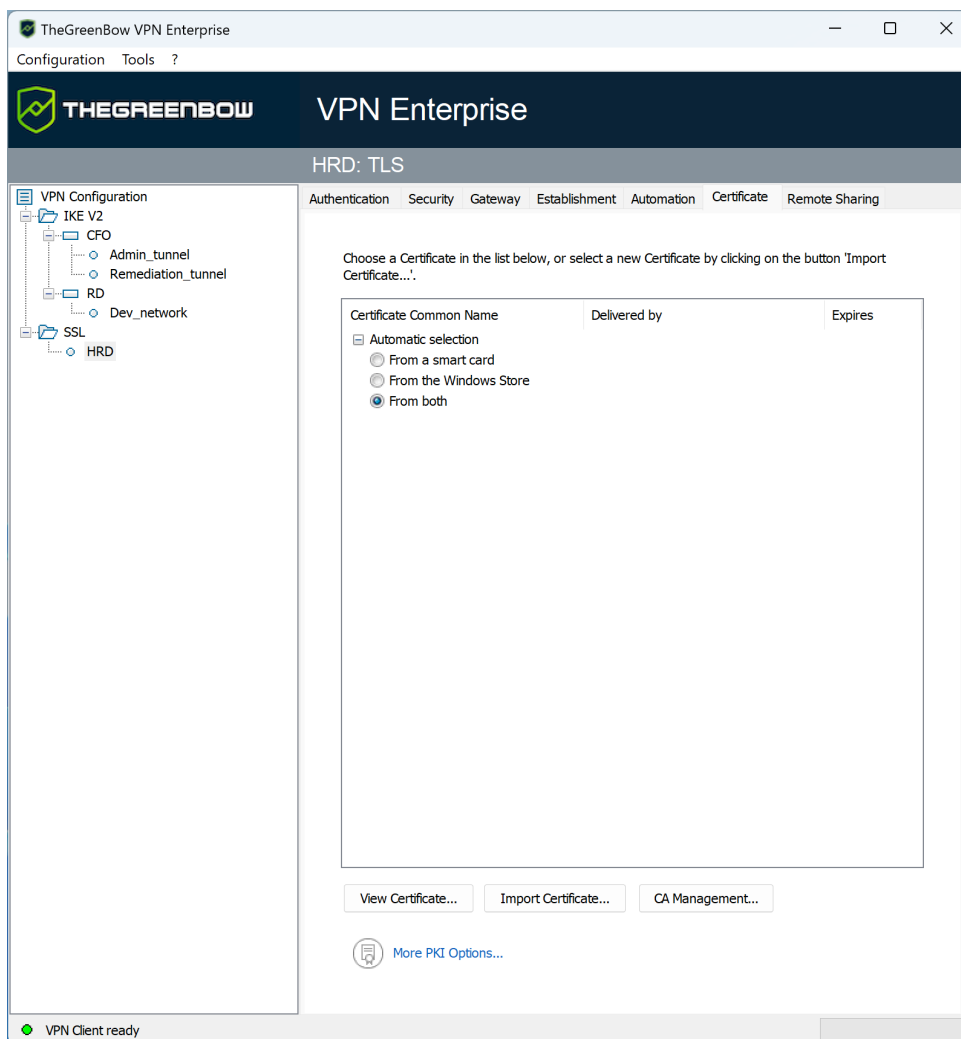 TheGreenBow VPN Enterprise
Configuration Tools ?
THEGREENBOW
VPN Enterprise
HRD: TLS
VPN Configuration
IKE V2
CFO
Admin_tunnel
Remediation_tunnel
RD
Dev_network
SSL
HRD
Authentication Security Gateway Establishment Automation Certificate Remote Sharing
Choose a Certificate in the list below, or select a new Certificate by clicking on the button 'Import
Certificate...'.
Certificate Common Name Delivered by Expires
Automatic selection
From a smart card
From the Windows Store
From both
View Certificate... Import Certificate... CA Management...
More PKI Options...
VPN Client ready